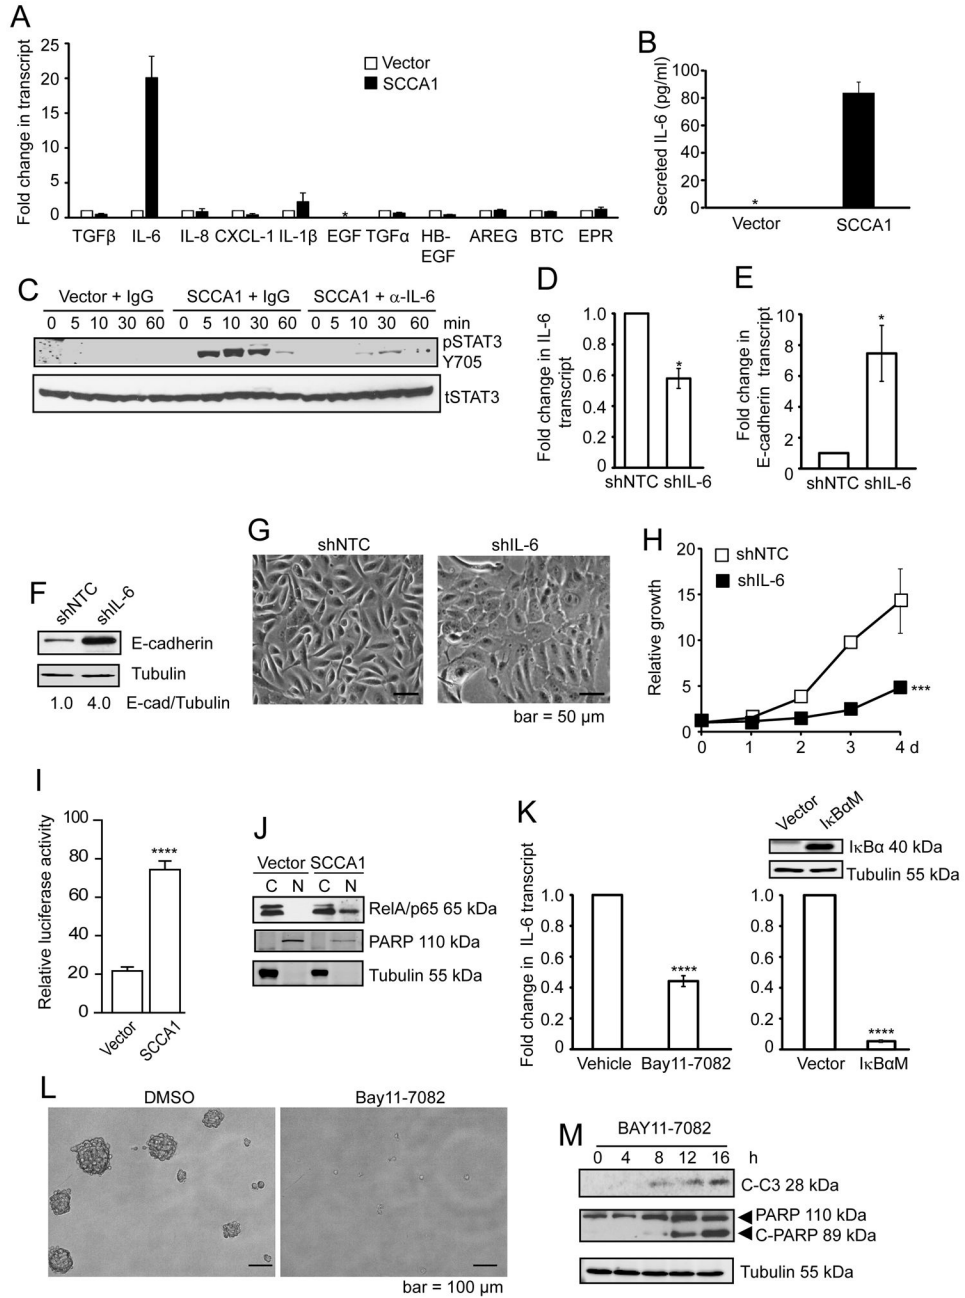 A
Fold change in transcript
25
20
15
10
5
0
Vector
SCCA1
*
TGFβ IL-6 IL-8 CXCL-1 IL-1β EGF TGFα HB-EGF AREG BTC EPR
B
Secreted IL-6 (pg/ml)
100
80
60
40
20
0
*
Vector SCCA1
C
Vector + IgG SCCA1 + IgG SCCA1 + α-IL-6
0 5 10 30 60 0 5 10 30 60 0 5 10 30 60 min
pSTAT3
Y705
tSTAT3
D
Fold change in IL-6
transcript
1.0
0.8
0.6
0.4
0.2
0
*
shNTC shIL-6
E
Fold change in
E-cadherin transcript
10
8
6
4
2
0
*
shNTC shIL-6
F
shNTC shIL-6
E-cadherin
Tubulin
1.0 4.0 E-cad/Tubulin
G
shNTC shIL-6
bar = 50 µm
H
Relative growth
20
15
10
5
0
shNTC
shIL-6
***
0 1 2 3 4 d
I
Relative luciferase activity
100
80
60
40
20
0
****
Vector SCCA1
J
Vector SCCA1
C N C N
RelA/p65 65 kDa
PARP 110 kDa
Tubulin 55 kDa
K
Fold change in IL-6 transcript
1.0
0.8
0.6
0.4
0.2
0
****
Vehicle Bay11-7082
Vector IκBαM
IκBα 40 kDa
Tubulin 55 kDa
1.0
0.8
0.6
0.4
0.2
0
****
Vector IκBαM
L
DMSO Bay11-7082
bar = 100 µm
M
BAY11-7082
0 4 8 12 16 h
C-C3 28 kDa
PARP 110 kDa
C-PARP 89 kDa
Tubulin 55 kDa